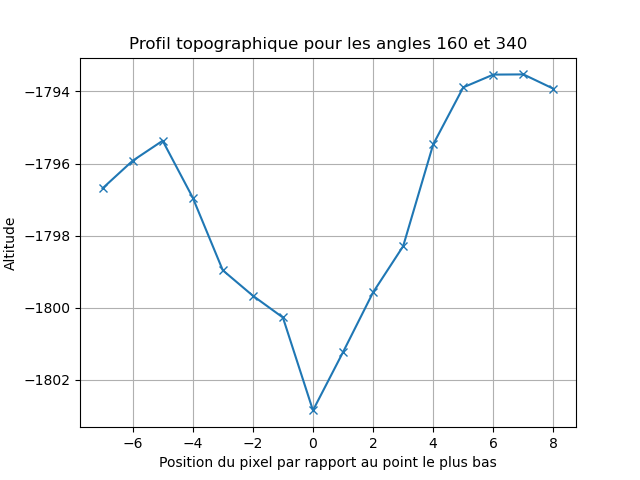 Profil topographique pour les angles 160 et 340
Altitude
−1794
−1796
−1798
−1800
−1802
−6 −4 −2 0 2 4 6 8
Position du pixel par rapport au point le plus bas